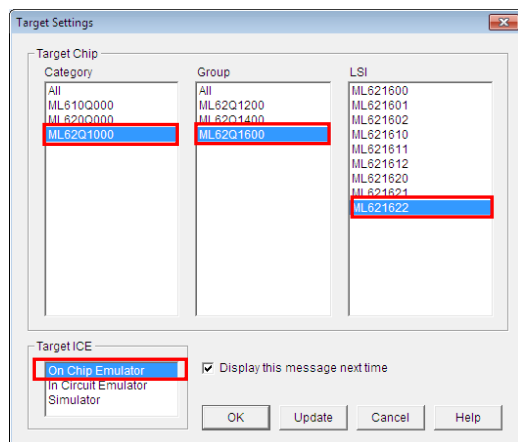 Target Settings
Target Chip
Category
Group
LSI
All
ML610Q000
ML620Q000
ML62Q1000
All
ML62Q1200
ML62Q1400
ML62Q1600
ML621600
ML621601
ML621602
ML621610
ML621611
ML621612
ML621620
ML621621
ML621622
Target ICE
On Chip Emulator
In Circuit Emulator
Simulator
Display this message next time
OK
Update
Cancel
Help